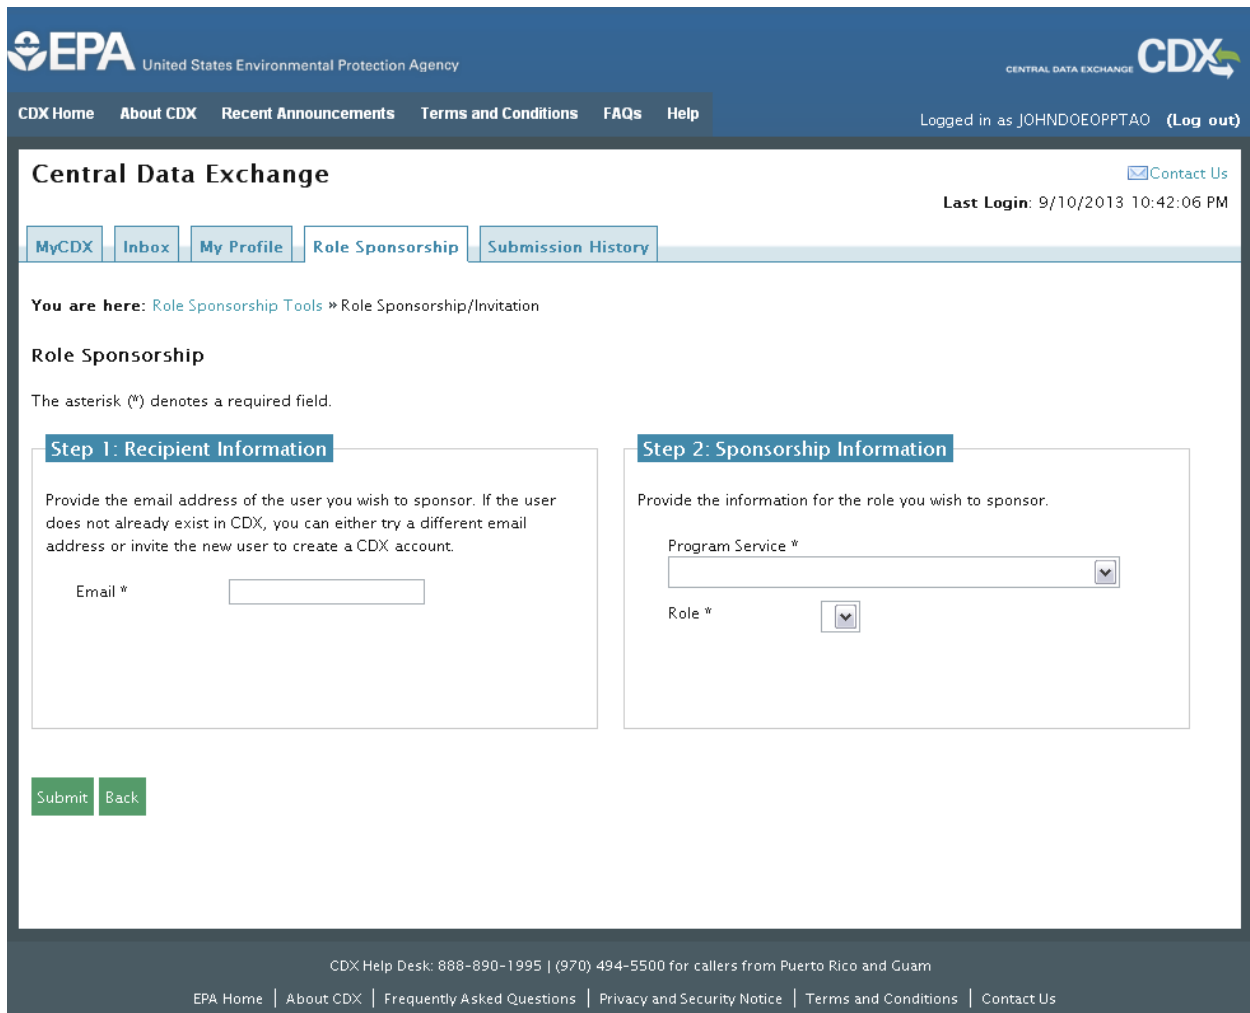 EPA United States Environmental Protection Agency
CENTRAL DATA EXCHANGE CDX
CDX Home About CDX Recent Announcements Terms and Conditions FAQs Help
Logged in as JOHNDOEOPPTAO (Log out)
Central Data Exchange
Contact Us
Last Login: 9/10/2013 10:42:06 PM
MyCDX Inbox My Profile Role Sponsorship Submission History
You are here: Role Sponsorship Tools » Role Sponsorship/Invitation
Role Sponsorship
The asterisk (*) denotes a required field.
Step 1: Recipient Information
Provide the email address of the user you wish to sponsor. If the user
does not already exist in CDX, you can either try a different email
address or invite the new user to create a CDX account.
Email *
Step 2: Sponsorship Information
Provide the information for the role you wish to sponsor.
Program Service *
Role *
Submit Back
CDX Help Desk: 888-890-1995 | (970) 494-5500 for callers from Puerto Rico and Guam
EPA Home | About CDX | Frequently Asked Questions | Privacy and Security Notice | Terms and Conditions | Contact Us